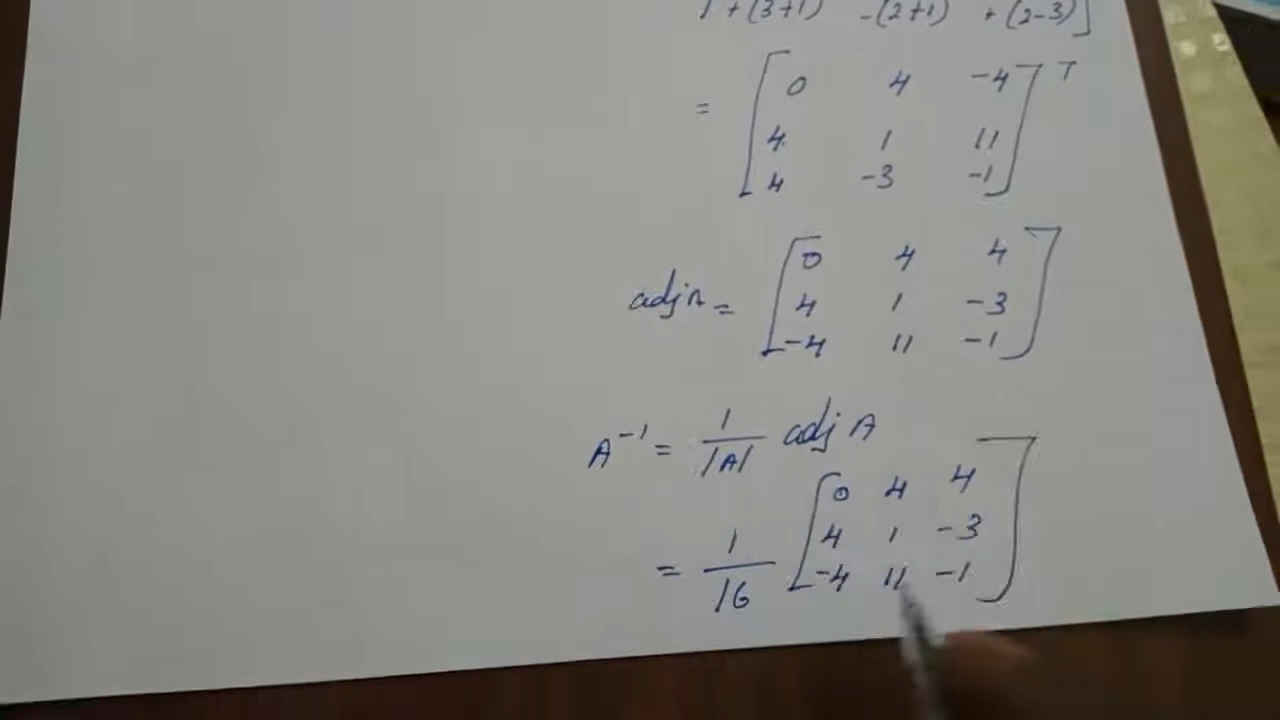 +(3+1) -(2+1) +(2-3)]
= [0 4 -4]T
4 1 11
4 -3 -1
adjA = [0 4 4]
4 1 -3
-4 11 -1
A-1 = 1/|A| adj A
= 1/16 [0 4 4]
4 1 -3
-4 11 -1